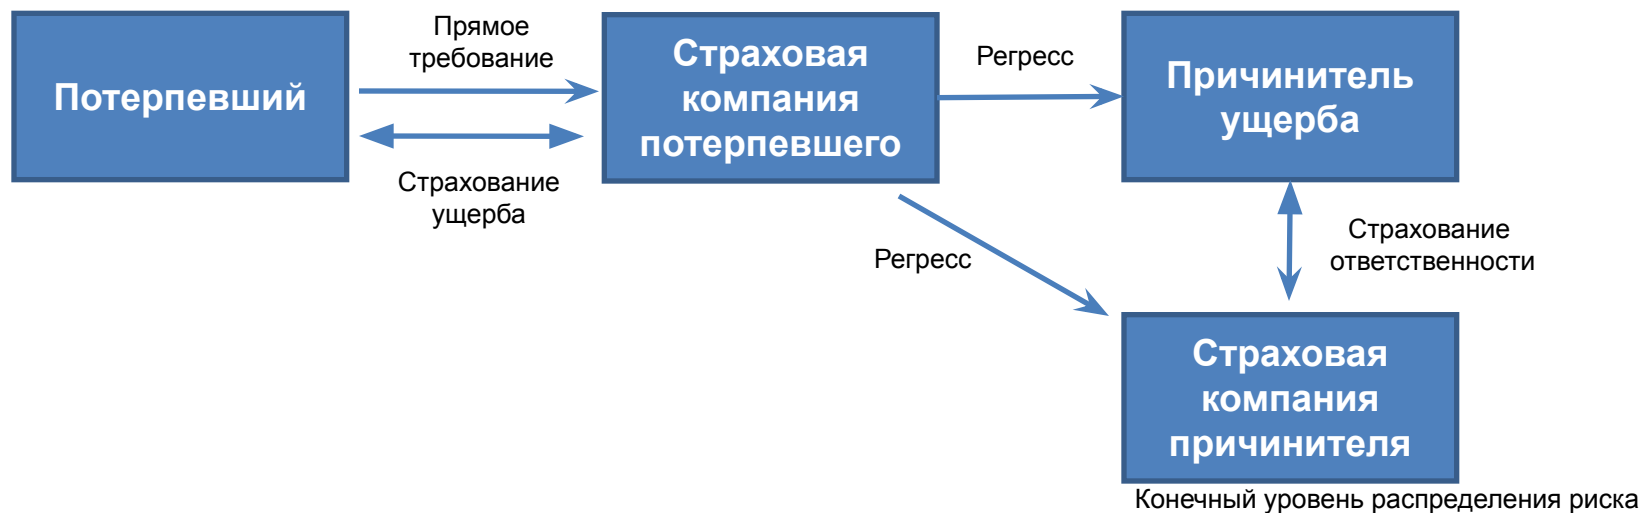 Потерпевший
Прямое
требование
Страхование
ущерба
Страховая
компания
потерпевшего
Регресс
Причинитель
ущерба
Регресс
Страхование
ответственности
Страховая
компания
причинителя
Конечный уровень распределения риска